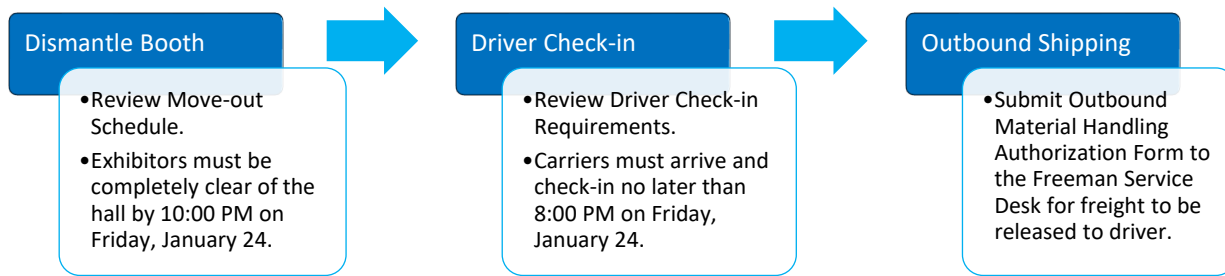 Dismantle Booth
•Review Move-out
Schedule.
•Exhibitors must be
completely clear of the
hall by 10:00 PM on
Friday, January 24.
Driver Check-in
•Review Driver Check-in
Requirements.
•Carriers must arrive and
check-in no later than
8:00 PM on Friday,
January 24.
Outbound Shipping
•Submit Outbound
Material Handling
Authorization Form to
the Freeman Service
Desk for freight to be
released to driver.